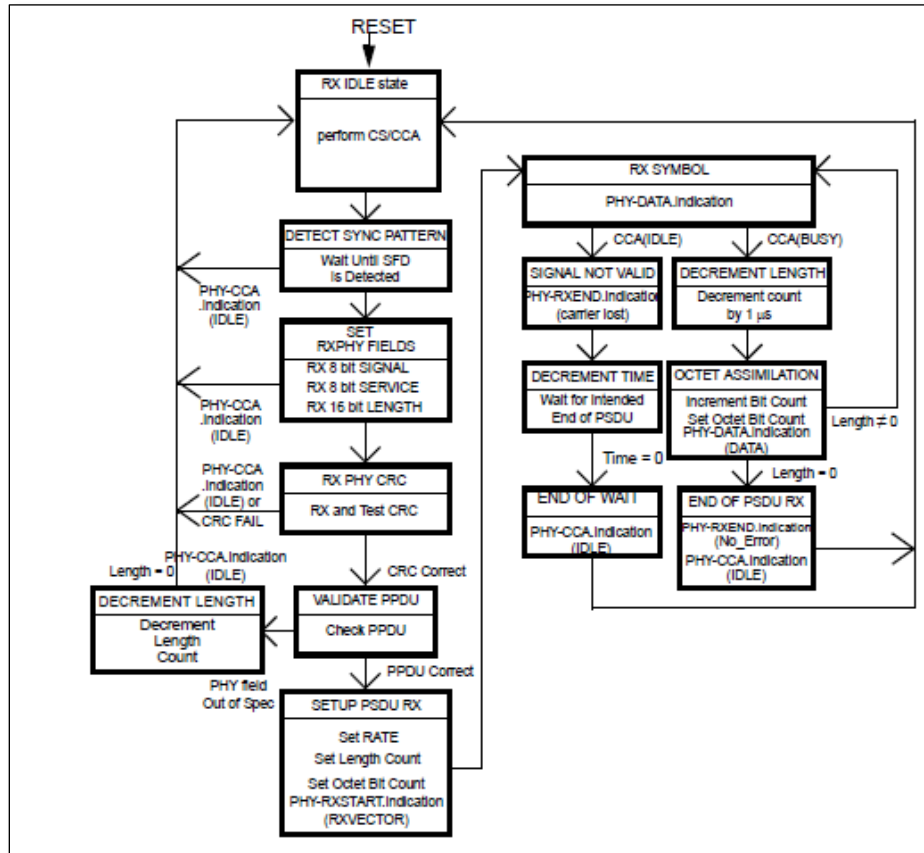 RESET
RX IDLE state
perform CS/CCA
DETECT SYNC PATTERN
Wait Until SFD
Is Detected
PHY-CCA
.Indication
(IDLE)
SET
RXPHY FIELDS
RX 8 bit SIGNAL
RX 8 bit SERVICE
RX 16 bit LENGTH
PHY-CCA
.Indication
(IDLE)
RX PHY CRC
RX and Test CRC
PHY-CCA
.Indication
(IDLE) or
CRC FAIL
CRC Correct
PHY-CCA.Indication
(IDLE)
Length = 0
DECREMENT LENGTH
Decrement
Length
Count
VALIDATE PPDU
Check PPDU
PHY field
Out of Spec
PPDU Correct
SETUP PSDU RX
Set RATE
Set Length Count
Set Octet Bit Count
PHY-RXSTART.Indication
(RXVECTOR)
RX SYMBOL
PHY-DATA.Indication
CCA(IDLE)
CCA(BUSY)
SIGNAL NOT VALID
PHY-RXEND.Indication
(carrier lost)
DECREMENT LENGTH
Decrement count
by 1 µs
DECREMENT TIME
Wait for Intended
End of PSDU
OCTET ASSIMILATION
Increment Bit Count
Set Octet Bit Count
PHY-DATA.Indication
(DATA)
Length ≠ 0
Time = 0
Length = 0
END OF WAIT
PHY-CCA.Indication
(IDLE)
END OF PSDU RX
PHY-RXEND.Indication
(No_Error)
PHY-CCA.Indication
(IDLE)